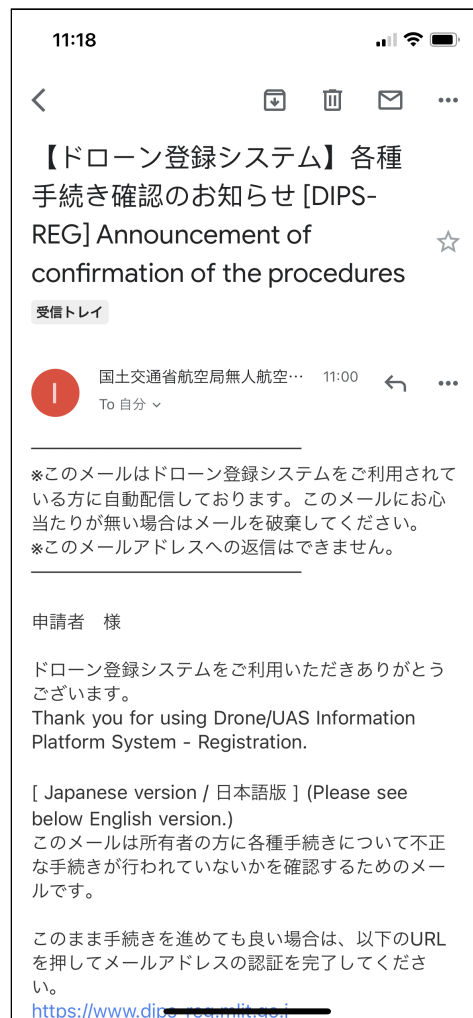 11:18
【ドローン登録システム】各種
手続き確認のお知らせ [DIPS-
REG] Announcement of
confirmation of the procedures
受信トレイ
I
国土交通省航空局無人航空… 11:00
To 自分
※このメールはドローン登録システムをご利用されて
いる方に自動配信しております。このメールにお心
当たりが無い場合はメールを破棄してください。
※このメールアドレスへの返信はできません。
申請者　様
ドローン登録システムをご利用いただきありがとう
ございます。
Thank you for using Drone/UAS Information
Platform System - Registration.
[ Japanese version / 日本語版 ] (Please see
below English version.)
このメールは所有者の方に各種手続きについて不正
な手続きが行われていないかを確認するためのメー
ルです。
このまま手続きを進めても良い場合は、以下のURL
を押してメールアドレスの認証を完了してくださ
い。
https://www.dips-reg.mlit.go.j